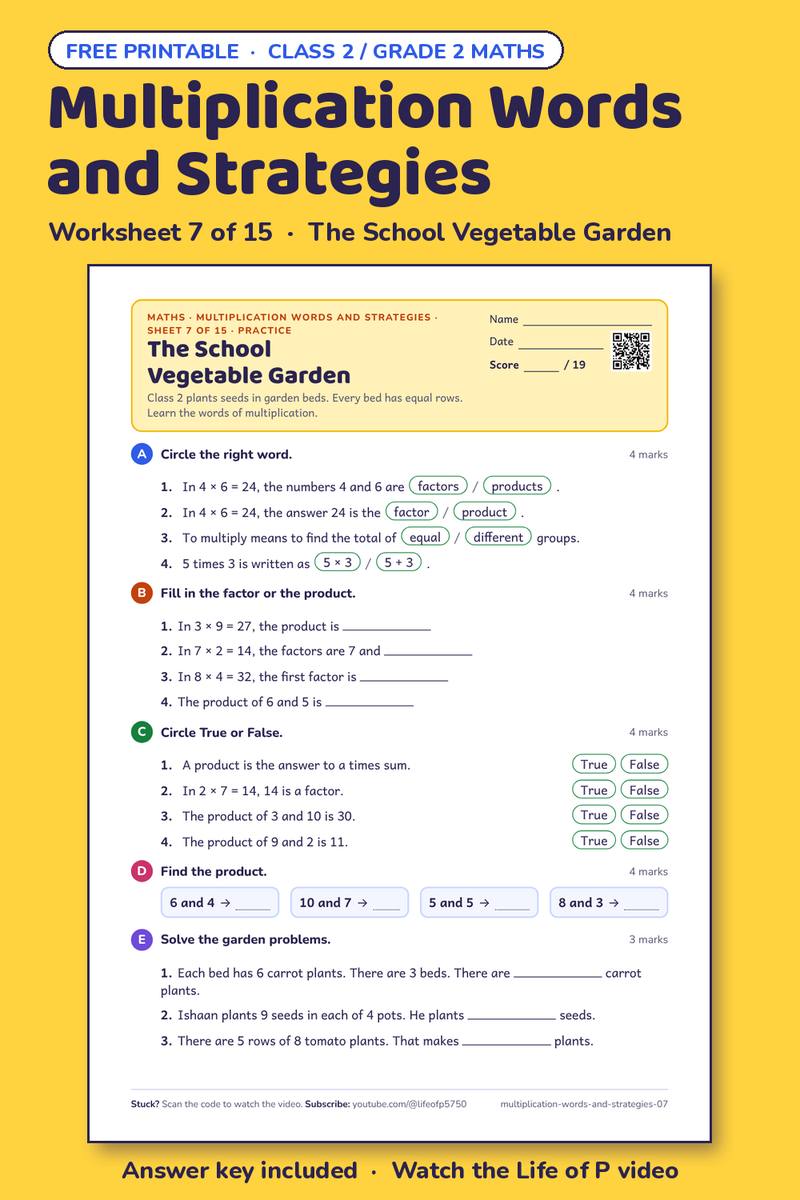 FREE PRINTABLE · CLASS 2 / GRADE 2 MATHS
Multiplication Words
and Strategies
Worksheet 7 of 15 · The School Vegetable Garden
MATHS · MULTIPLICATION WORDS AND STRATEGIES ·
SHEET 7 OF 15 · PRACTICE
The School
Vegetable Garden
Class 2 plants seeds in garden beds. Every bed has equal rows.
Learn the words of multiplication.
Name ____
Date ____
Score ____ / 19
A Circle the right word. 4 marks
1. In 4 × 6 = 24, the numbers 4 and 6 are factors / products .
2. In 4 × 6 = 24, the answer 24 is the factor / product .
3. To multiply means to find the total of equal / different groups.
4. 5 times 3 is written as 5 × 3 / 5 + 3 .
B Fill in the factor or the product. 4 marks
1. In 3 × 9 = 27, the product is ____
2. In 7 × 2 = 14, the factors are 7 and ____
3. In 8 × 4 = 32, the first factor is ____
4. The product of 6 and 5 is ____
C Circle True or False. 4 marks
1. A product is the answer to a times sum. True False
2. In 2 × 7 = 14, 14 is a factor. True False
3. The product of 3 and 10 is 30. True False
4. The product of 9 and 2 is 11. True False
D Find the product. 4 marks
6 and 4 → ____ 10 and 7 → ____ 5 and 5 → ____ 8 and 3 → ____
E Solve the garden problems. 3 marks
1. Each bed has 6 carrot plants. There are 3 beds. There are ____ carrot
plants.
2. Ishaan plants 9 seeds in each of 4 pots. He plants ____ seeds.
3. There are 5 rows of 8 tomato plants. That makes ____ plants.
Stuck? Scan the code to watch the video. Subscribe: youtube.com/@lifeofp5750 multiplication-words-and-strategies-07
Answer key included · Watch the Life of P video